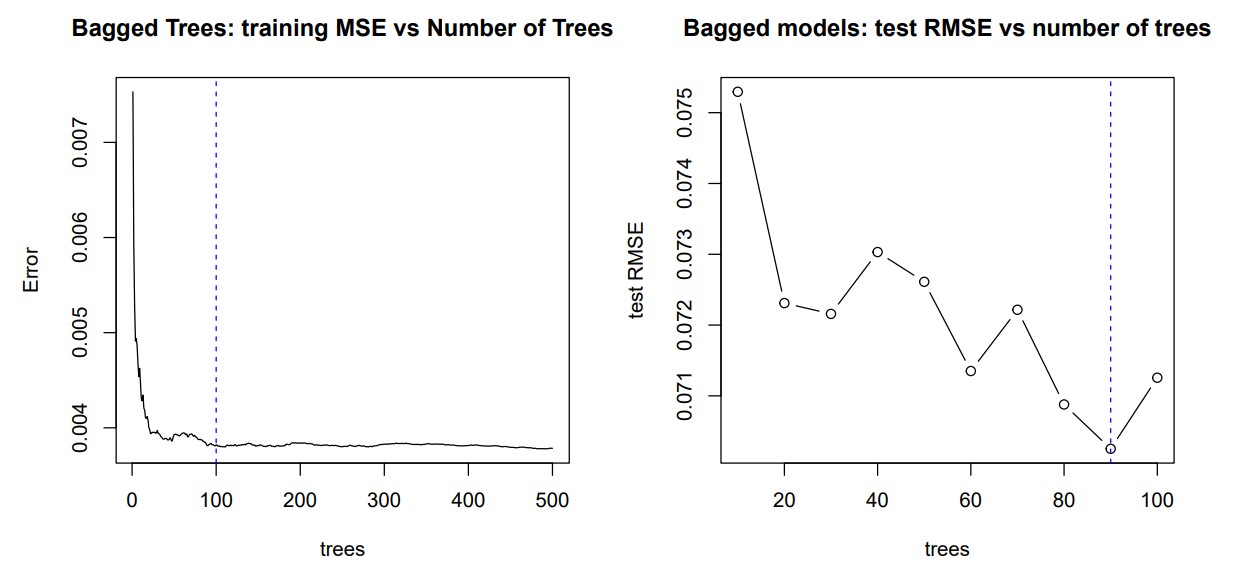 Bagged Trees: training MSE vs Number of Trees
Error
0.007
0.006
0.005
0.004
0 100 200 300 400 500
trees
Bagged models: test RMSE vs number of trees
test RMSE
0.075
0.074
0.073
0.072
0.071
20 40 60 80 100
trees